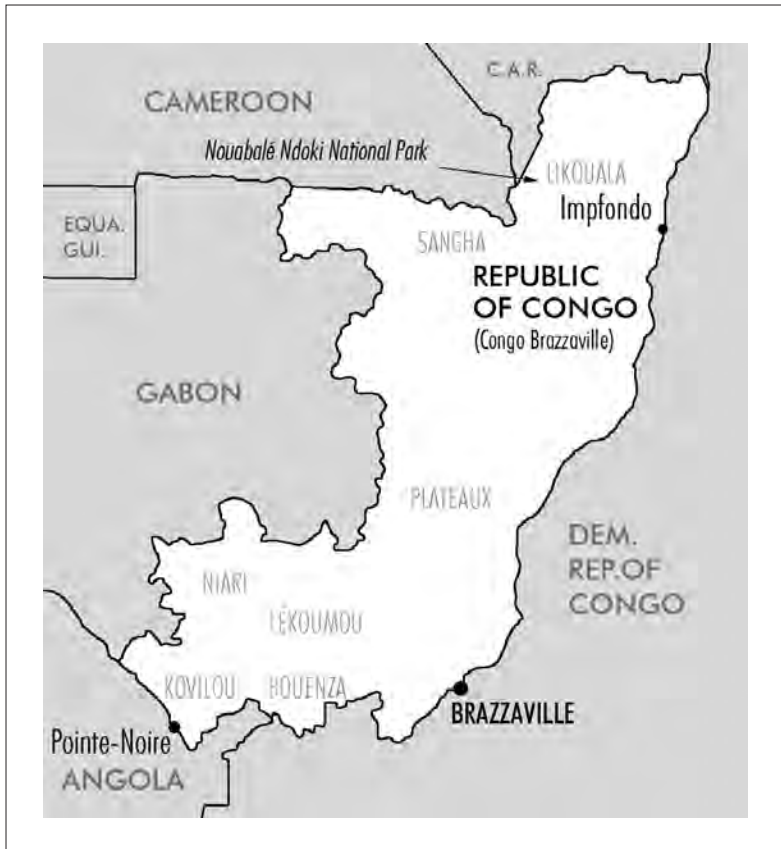 C.A.R.
CAMEROON
Nouabalé Ndoki National Park
LIKOUALA
Impfondo
EQUA.
GUI.
SANGHA
REPUBLIC
OF CONGO
(Congo Brazzaville)
GABON
PLATEAUX
DEM.
REP.OF
CONGO
NIARI
LÉKOUMOU
KOVILOU
BOUENZA
BRAZZAVILLE
Pointe-Noire
ANGOLA